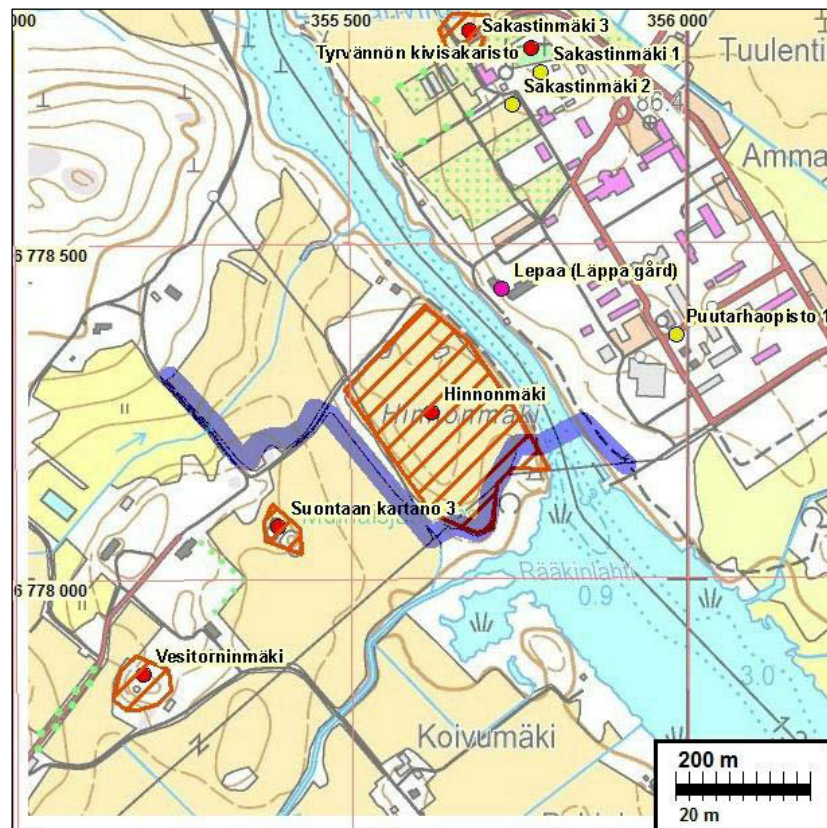 000
355 500
356 000
Sakastinmäki 3
Tyrvännön kivisakaristo
Sakastinmäki 1
Sakastinmäki 2
Tuulenti
86.4
Amma
6 778 500
Lepaa (Läppa gård)
Puutarhaopisto 1
Hinnonmäki
Hinnonmäki
Suontaan kartano 3
Rääkinlahti
0.9
3.0
6 778 000
Vesitorninmäki
Koivumäki
200 m
20 m